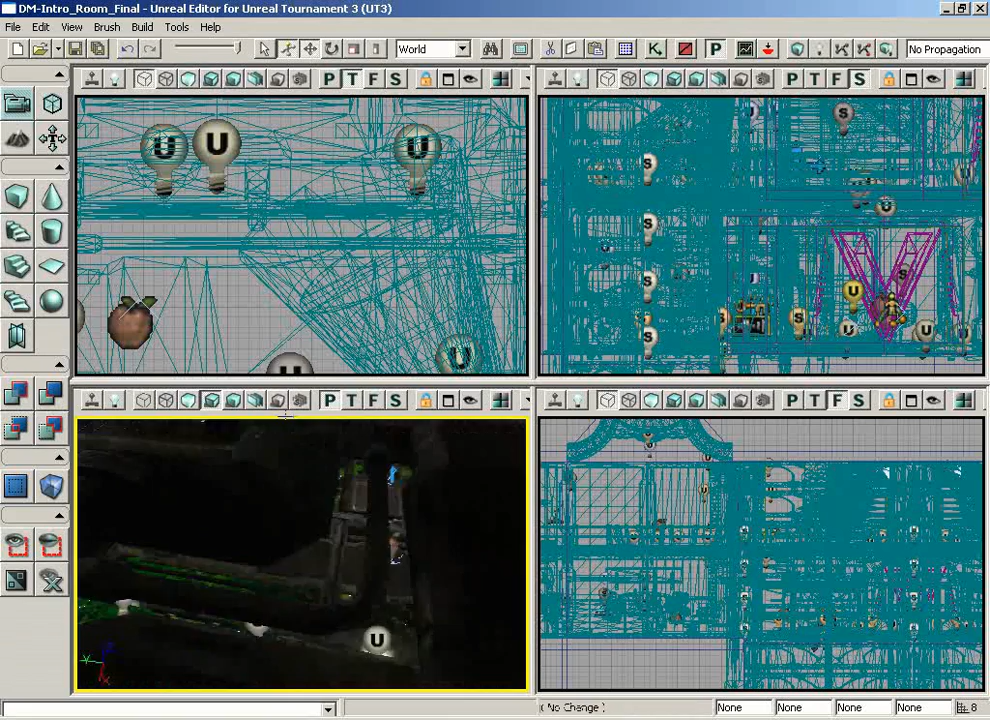 DM-Intro_Room_Final - Unreal Editor for Unreal Tournament 3 (UT3)
File Edit View Brush Build Tools Help
World
K
P
No Propagation
P T F S
P T F S
U U U
U
U
S
S
S
S
S
S
S
U
U
U
U
P T F S
P T F S
U
Y
( No Change )
None
None
None
None
8